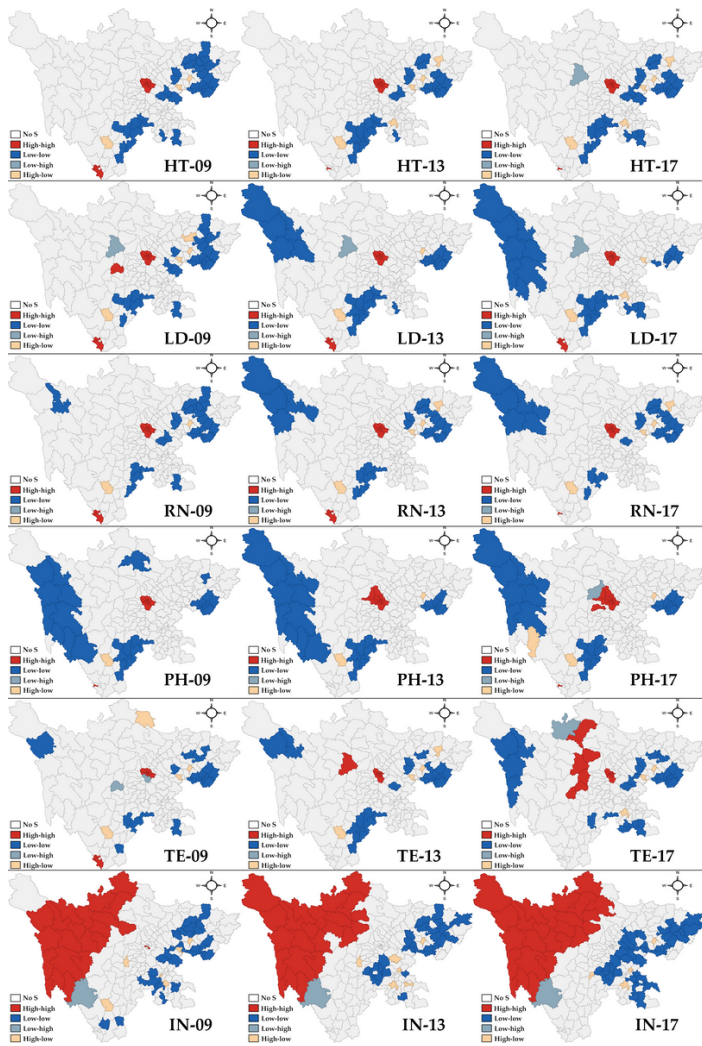 No S
High-high
Low-low
Low-high
High-low
HT-09
No S
High-high
Low-low
Low-high
High-low
HT-13
No S
High-high
Low-low
Low-high
High-low
HT-17
No S
High-high
Low-low
Low-high
High-low
LD-09
No S
High-high
Low-low
Low-high
High-low
LD-13
No S
High-high
Low-low
Low-high
High-low
LD-17
No S
High-high
Low-low
Low-high
High-low
RN-09
No S
High-high
Low-low
Low-high
High-low
RN-13
No S
High-high
Low-low
Low-high
High-low
RN-17
No S
High-high
Low-low
Low-high
High-low
PH-09
No S
High-high
Low-low
Low-high
High-low
PH-13
No S
High-high
Low-low
Low-high
High-low
PH-17
No S
High-high
Low-low
Low-high
High-low
TE-09
No S
High-high
Low-low
Low-high
High-low
TE-13
No S
High-high
Low-low
Low-high
High-low
TE-17
No S
High-high
Low-low
Low-high
High-low
IN-09
No S
High-high
Low-low
Low-high
High-low
IN-13
No S
High-high
Low-low
Low-high
High-low
IN-17